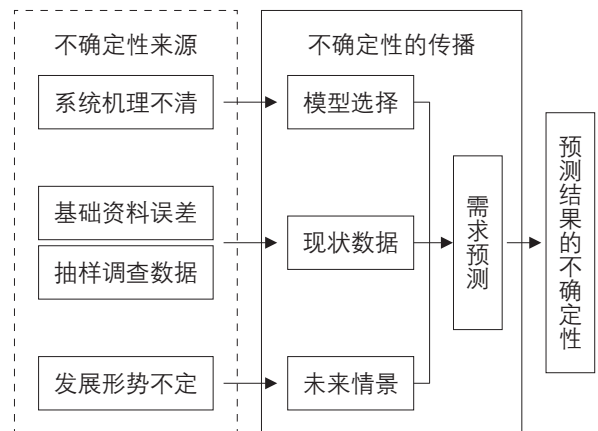 不确定性来源
不确定性的传播
系统机理不清
模型选择
基础资料误差
抽样调查数据
现状数据
发展形势不定
未来情景
需求预测
预测结果的不确定性